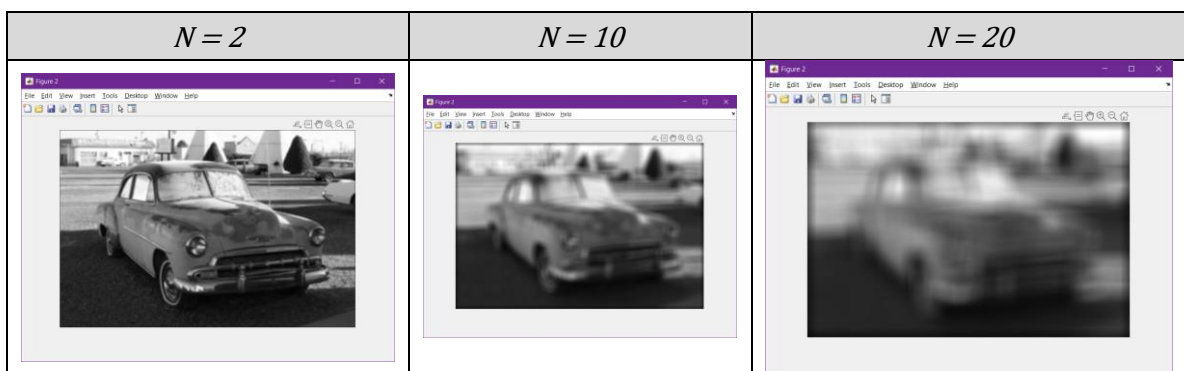 N = 2
N = 10
N = 20
Figure 2
File Edit View Insert Tools Desktop Window Help
Figure 2
File Edit View Insert Tools Desktop Window Help
Figure 2
File Edit View Insert Tools Desktop Window Help